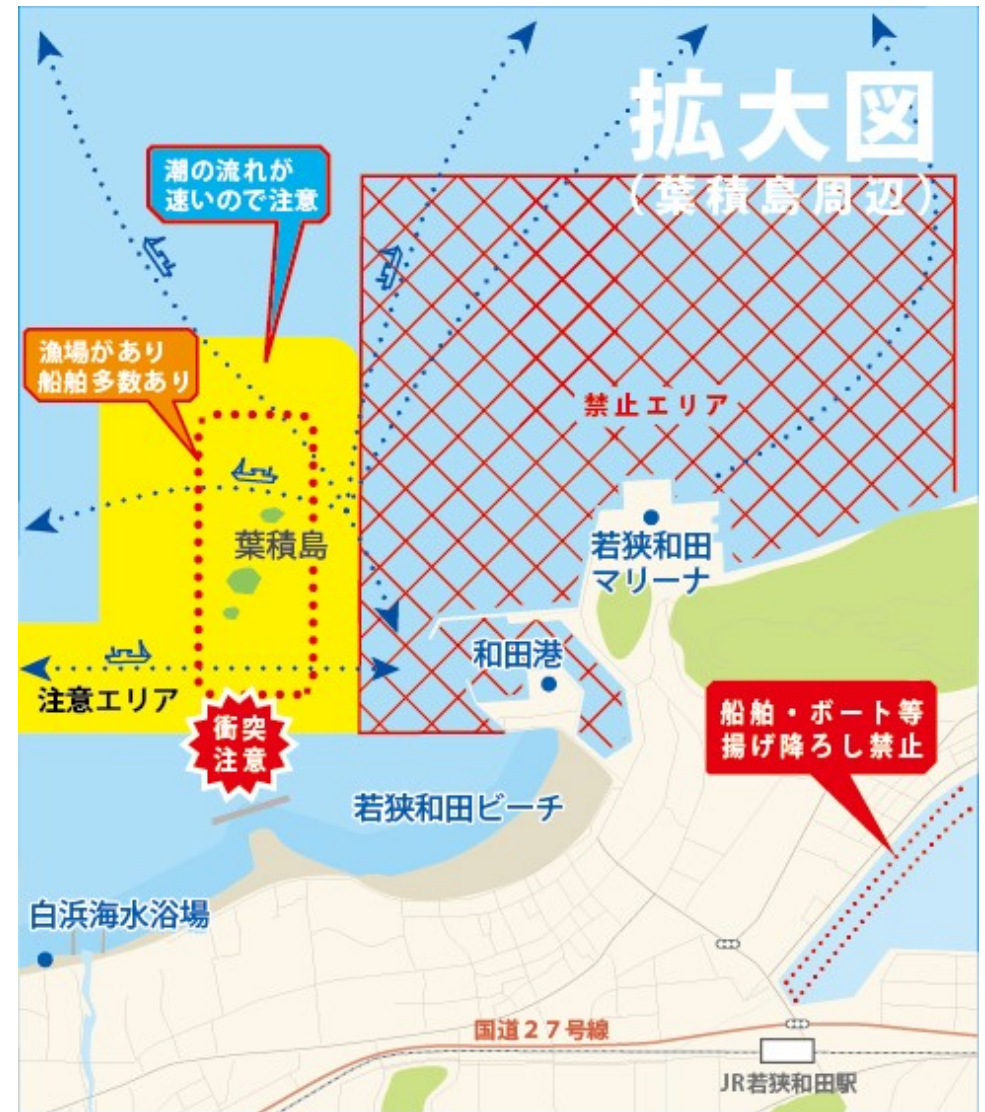 拡大図
(葉積島周辺)
潮の流れが
速いので注意
漁場があり
船舶多数あり
禁止エリア
葉積島
若狭和田
マリーナ
和田港
注意エリア
衝突
注意
船舶・ボート等
揚げ降ろし禁止
若狭和田ビーチ
白浜海水浴場
国道27号線
JR若狭和田駅